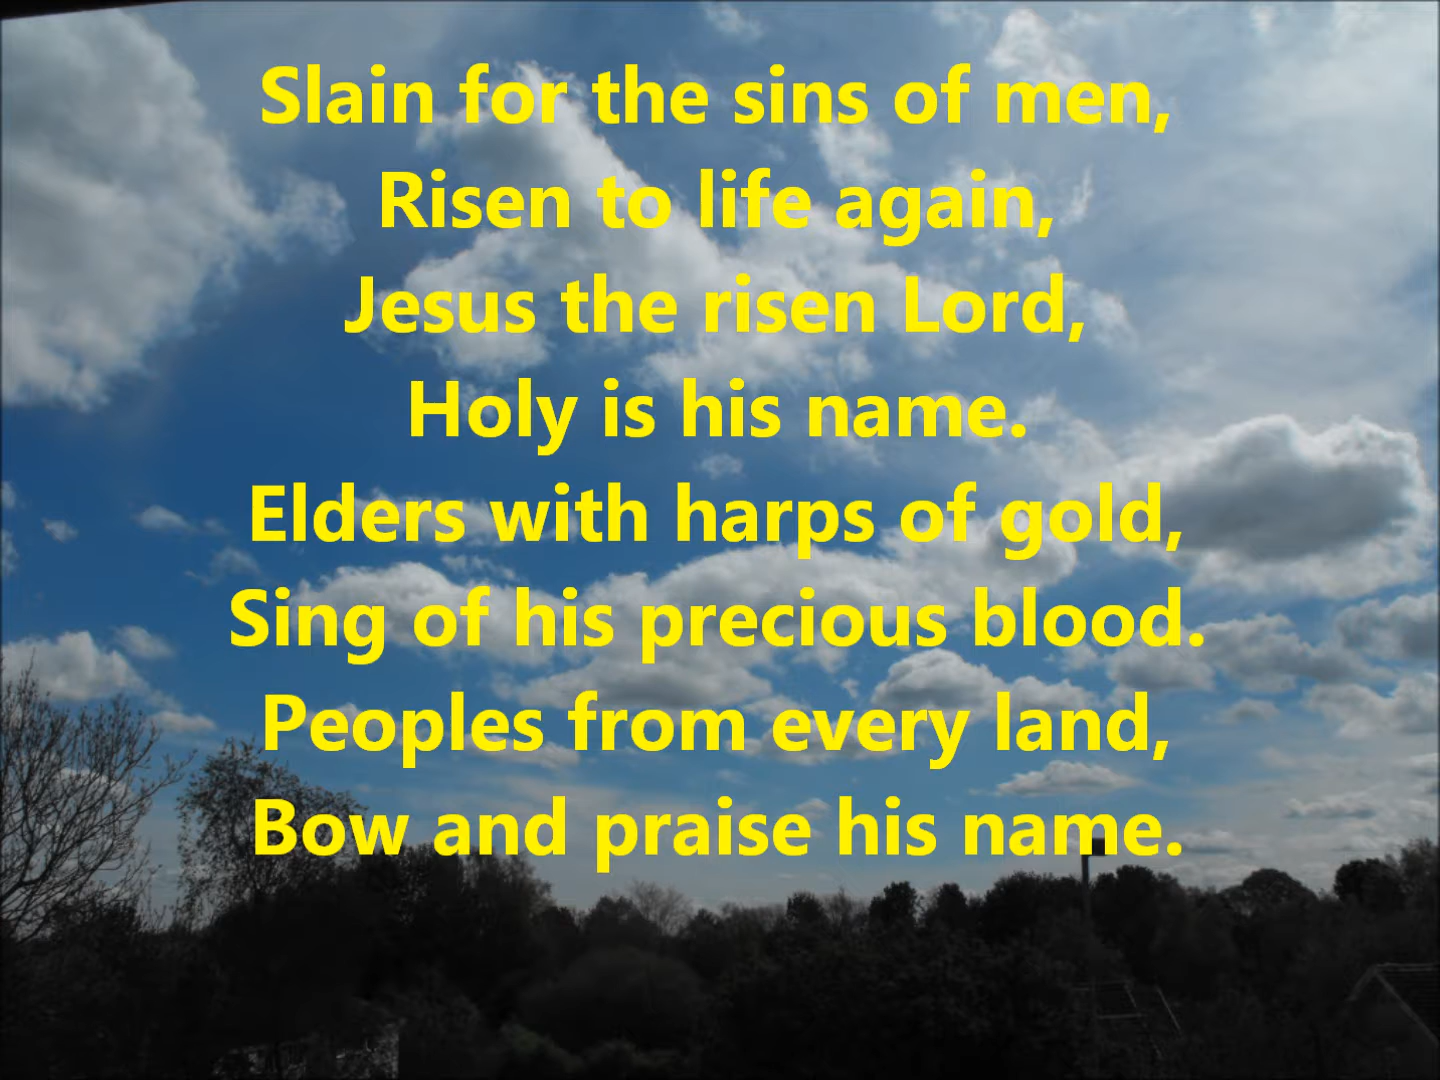 Slain for the sins of men,
Risen to life again,
Jesus the risen Lord,
Holy is his name.
Elders with harps of gold,
Sing of his precious blood.
Peoples from every land,
Bow and praise his name.